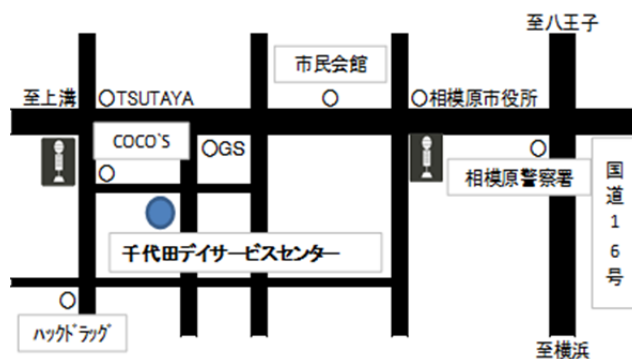 至八王子
市民会館
至上溝
○TSUTAYA
○相模原市役所
COCO`S
○GS
相模原警察署
国道16号
千代田デイサービスセンター
ハックドラッグ
至横浜